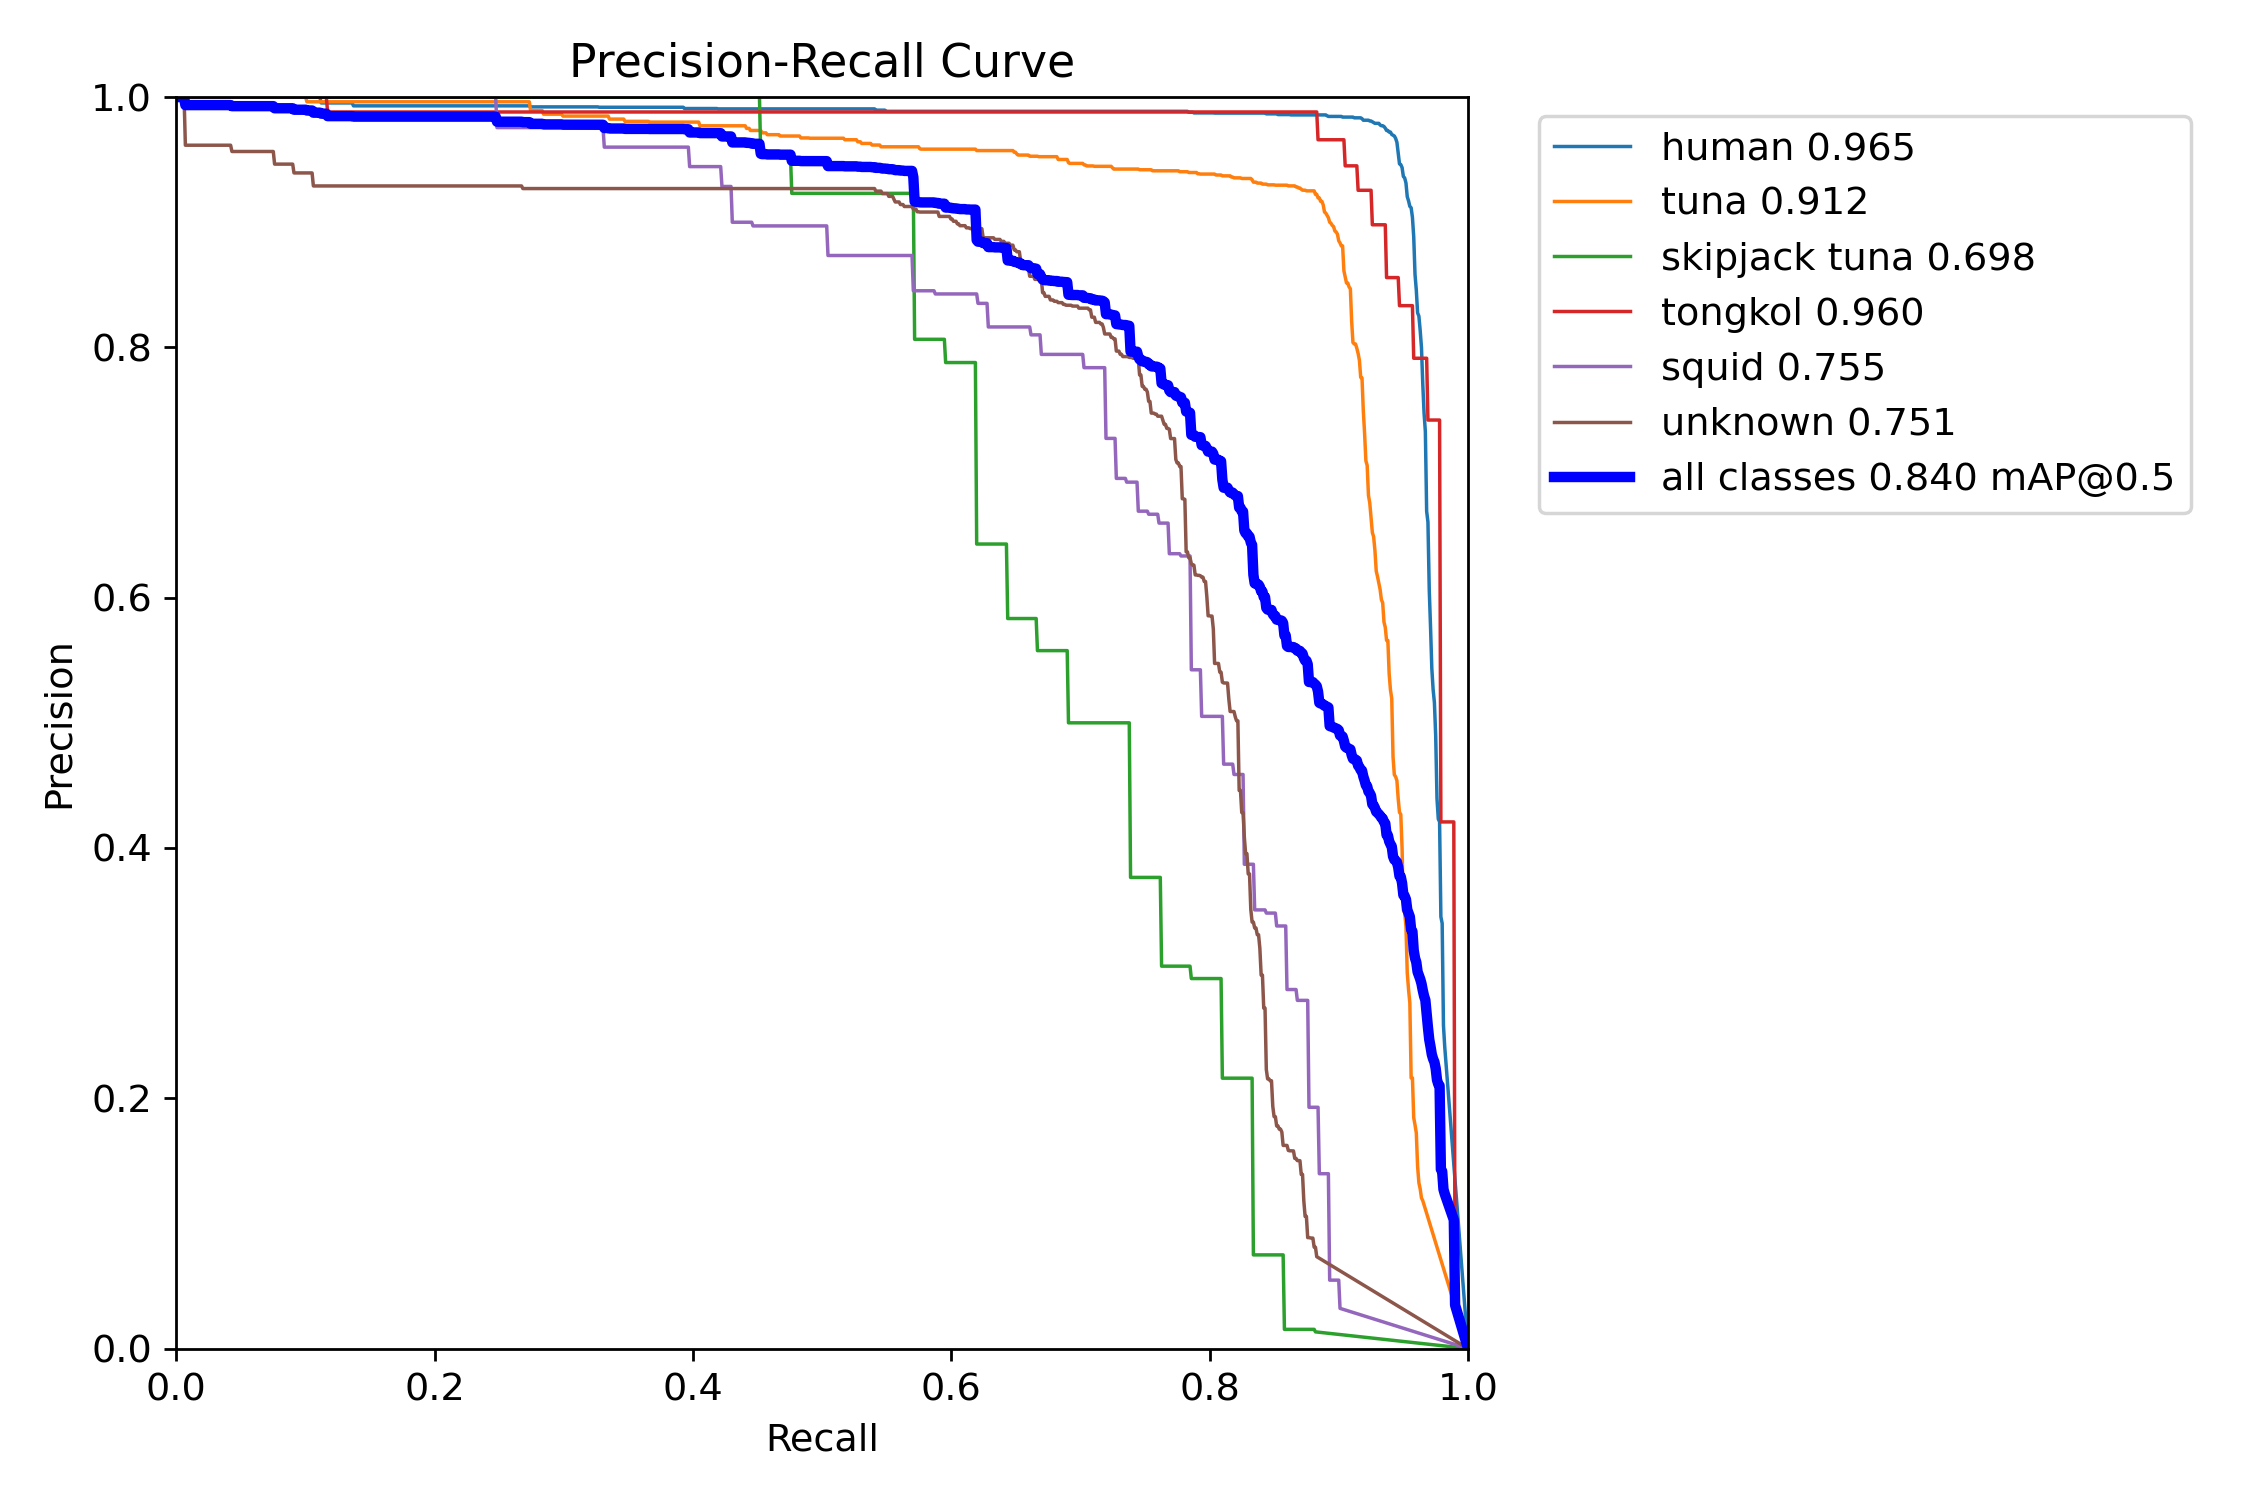 Precision-Recall Curve
1.0
0.8
0.6
0.4
0.2
0.0
Precision
0.0 0.2 0.4 0.6 0.8 1.0
Recall
human 0.965
tuna 0.912
skipjack tuna 0.698
tongkol 0.960
squid 0.755
unknown 0.751
all classes 0.840 mAP@0.5